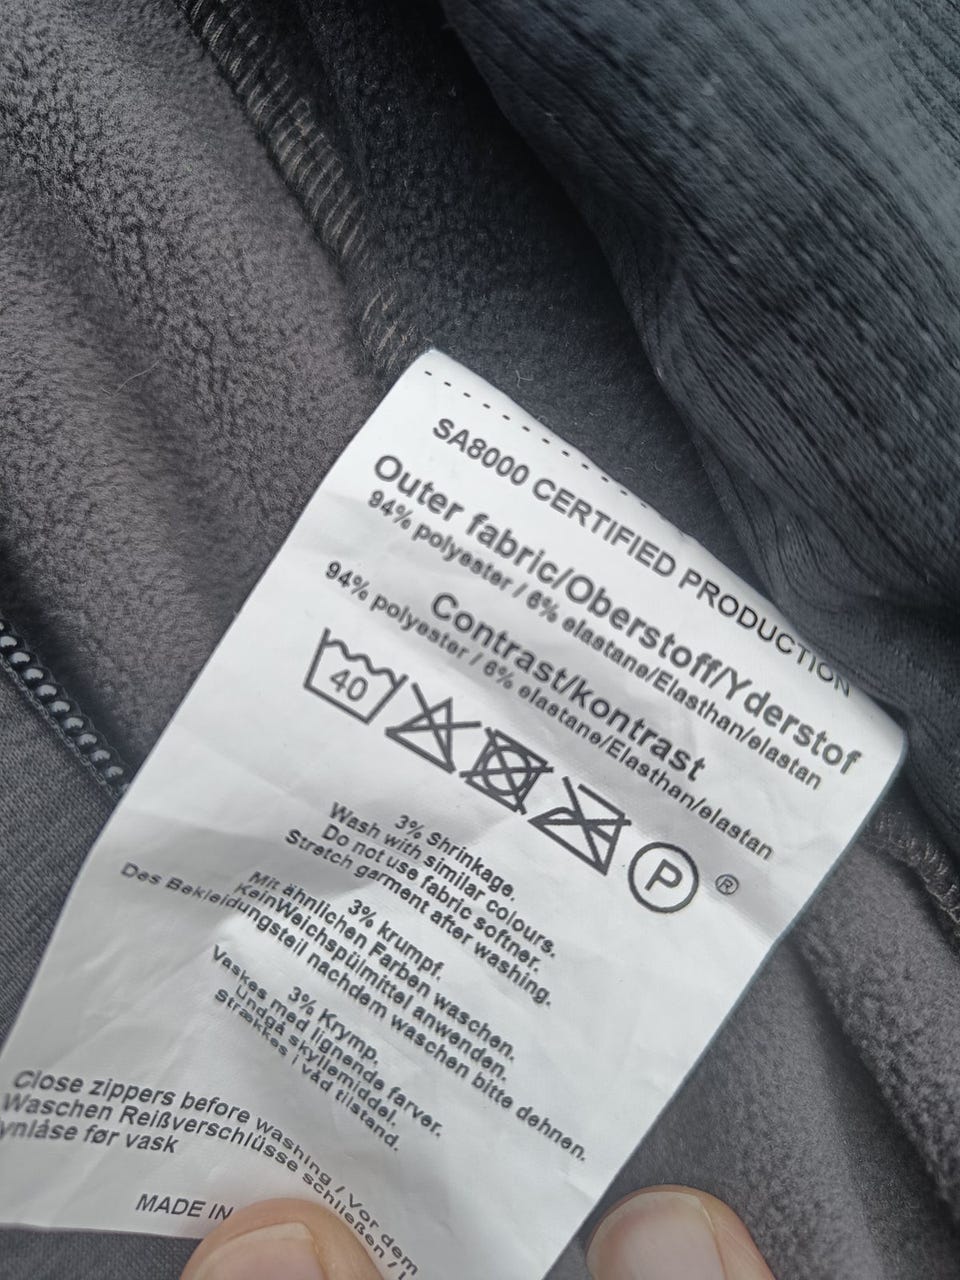 SA8000 CERTIFIED PRODUCTION
Outer fabric/Oberstoff/Yderstof
94% polyester / 6% elastane/Elasthan/elastan
Contrast/kontrast
94% polyester / 6% elastane/Elasthan/elastan
40 P ®
3% Shrinkage.
Wash with similar colours.
Do not use fabric softner.
Stretch garment after washing.
3% krumpf.
Mit ähnlichen Farben waschen.
KeinWeichspülmittel anwenden.
Des Bekleidungsteil nachdem waschen bitte dehnen.
3% Krymp.
Vaskes med lignende farver.
Undgå skyllemiddel.
Strækkes i våd tilstand.
Close zippers before washing / Vor dem
Waschen Reißverschlüsse schließen /
ynlåse før vask
MADE IN